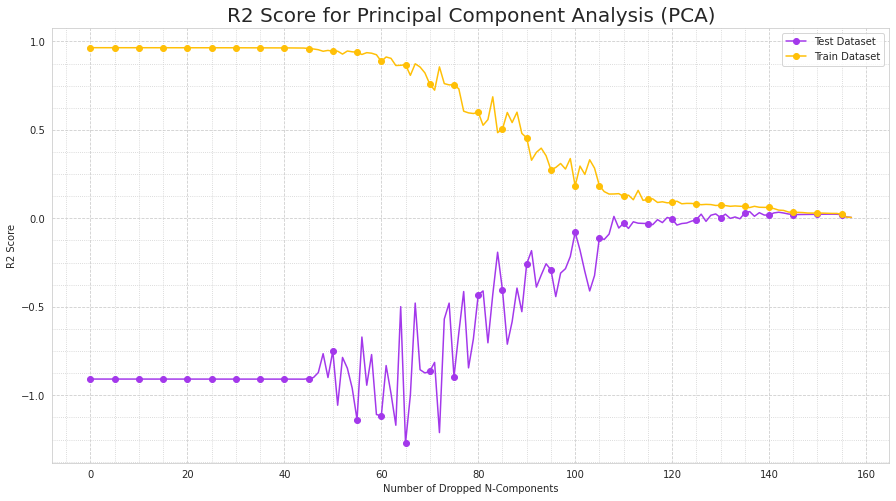 R2 Score for Principal Component Analysis (PCA)
Test Dataset
Train Dataset
1.0
0.5
0.0
−0.5
−1.0
R2 Score
0 20 40 60 80 100 120 140 160
Number of Dropped N-Components